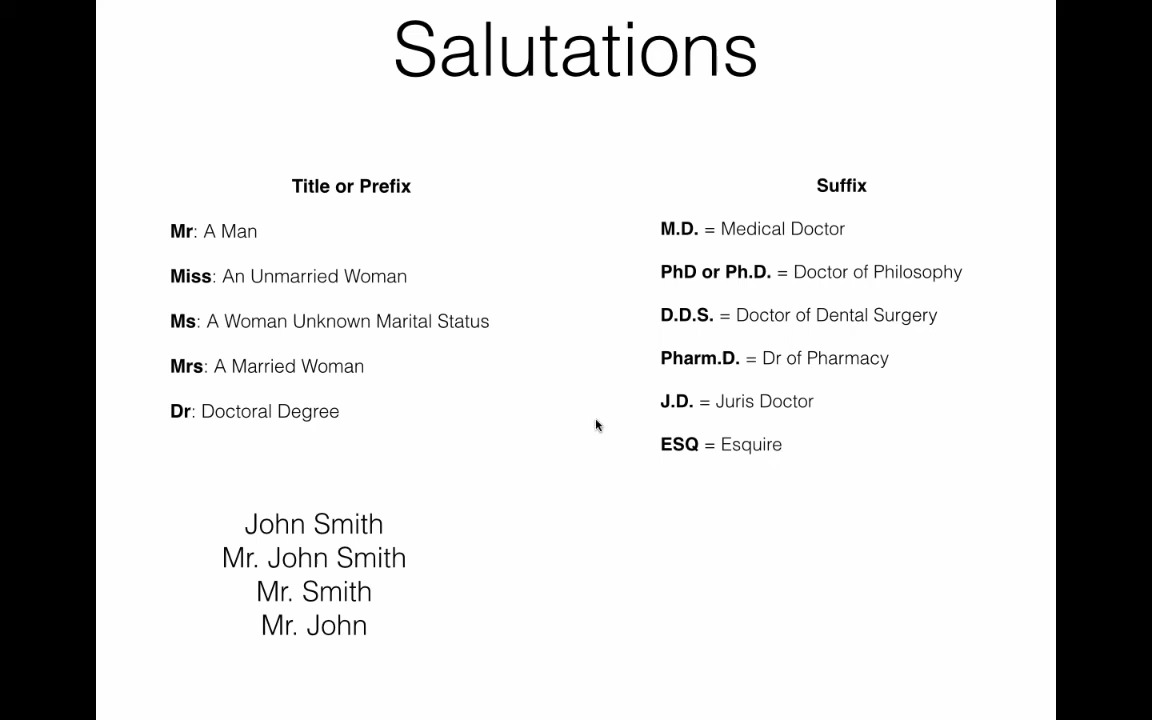 Salutations
Title or Prefix
Mr: A Man
Miss: An Unmarried Woman
Ms: A Woman Unknown Marital Status
Mrs: A Married Woman
Dr: Doctoral Degree
Suffix
M.D. = Medical Doctor
PhD or Ph.D. = Doctor of Philosophy
D.D.S. = Doctor of Dental Surgery
Pharm.D. = Dr of Pharmacy
J.D. = Juris Doctor
ESQ = Esquire
John Smith
Mr. John Smith
Mr. Smith
Mr. John